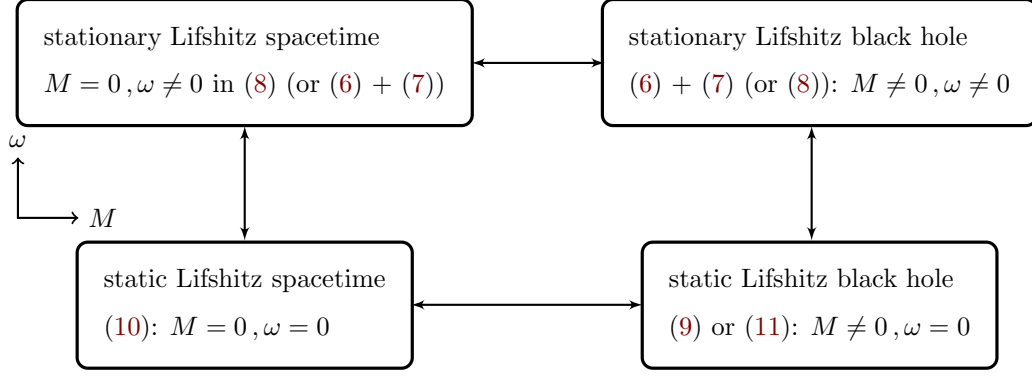 stationary Lifshitz spacetime
M = 0 , ω ≠ 0 in (8) (or (6) + (7))
stationary Lifshitz black hole
(6) + (7) (or (8)): M ≠ 0 , ω ≠ 0
ω
M
static Lifshitz spacetime
(10): M = 0 , ω = 0
static Lifshitz black hole
(9) or (11): M ≠ 0 , ω = 0